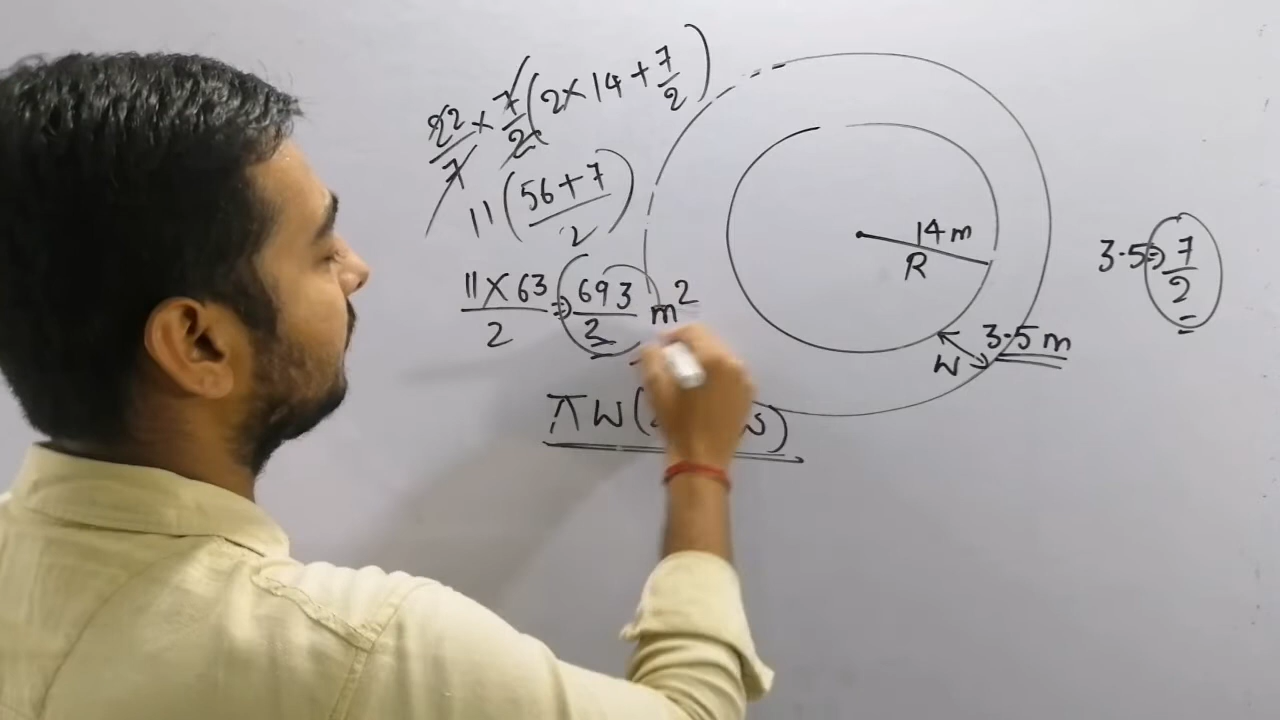 22/7 × 7/2 (2×14+7/2)
11 (56+7/2)
11×63/2 ⇒ 693/2 m²
πW(
)
14m
R
3.5m
W
3.5⇒ 7/2